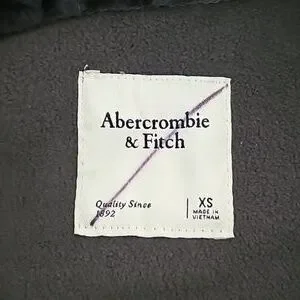 Abercrombie
& Fitch
Quality Since
1892
XS
MADE IN
VIETNAM